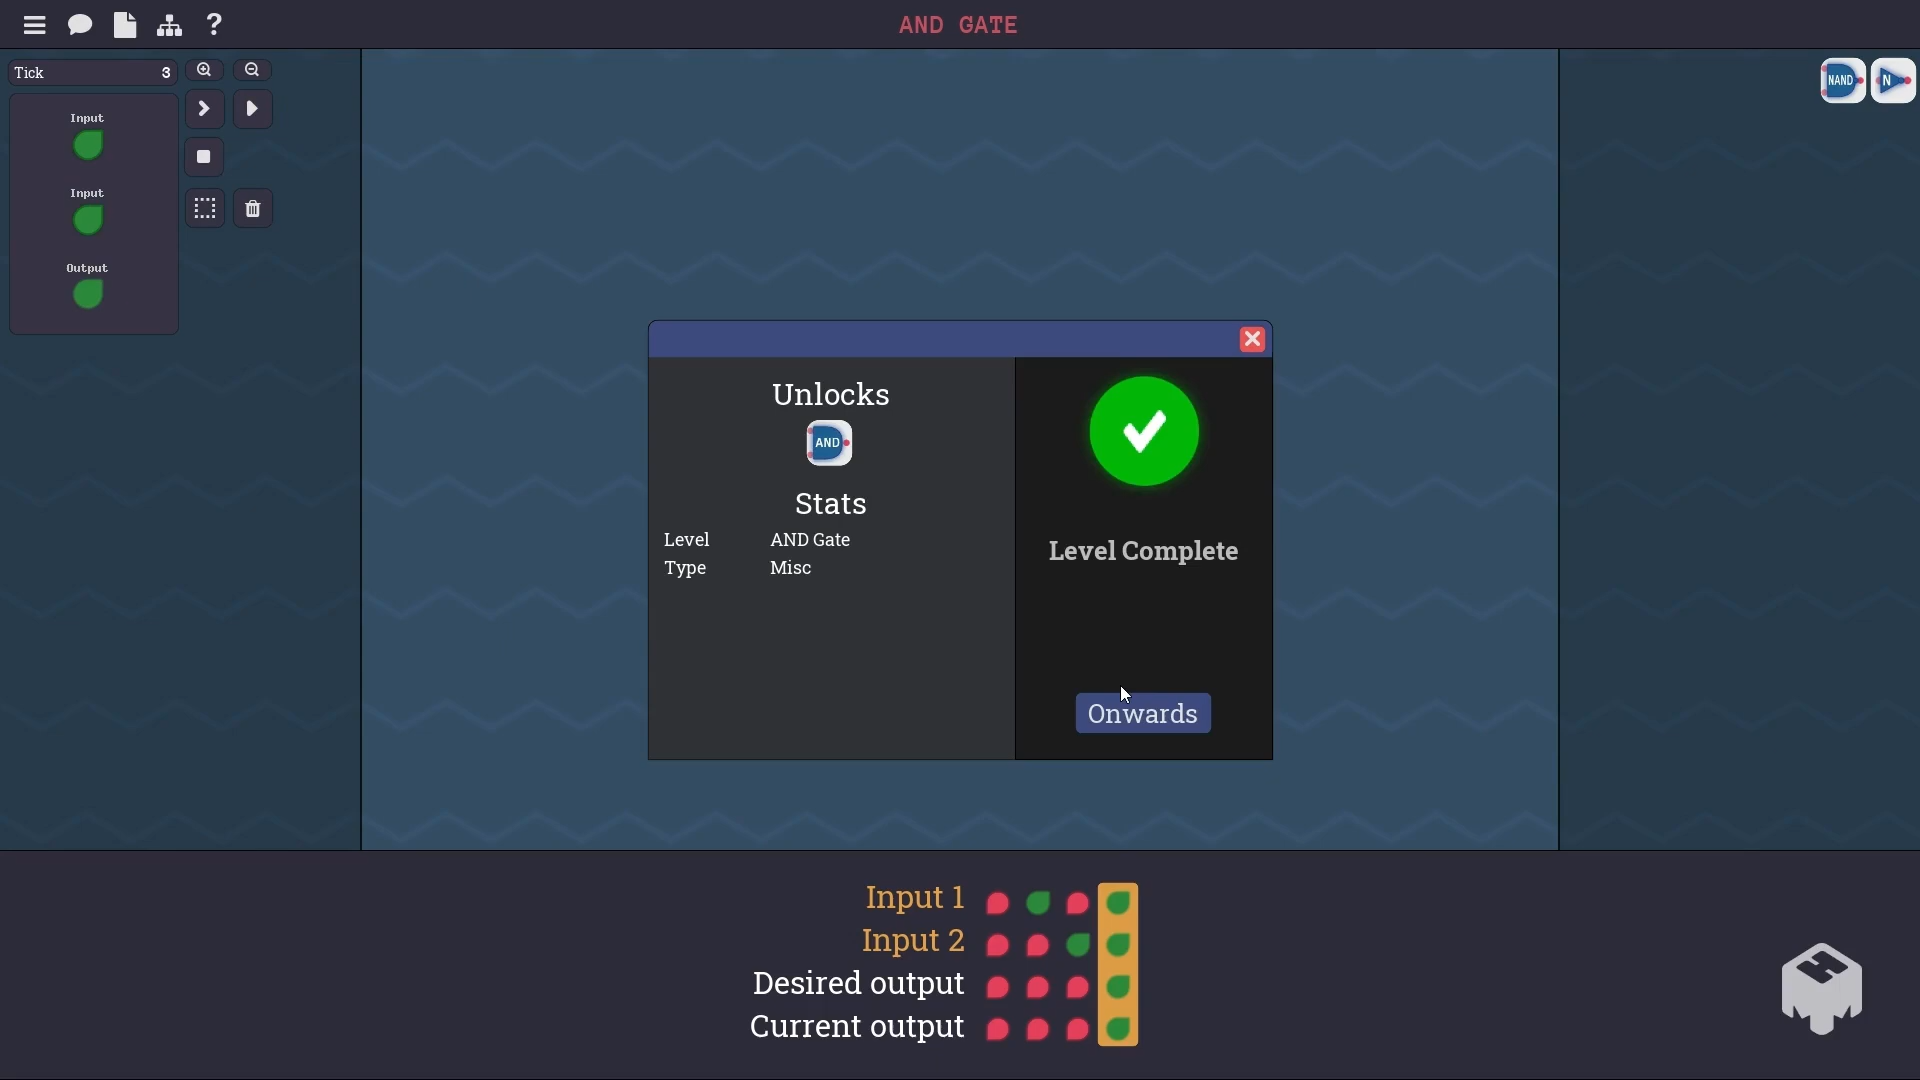 ?
AND GATE
Tick 3
Input
Input
Output
NAND N
Unlocks
AND
Stats
Level AND Gate
Type Misc
Level Complete
Onwards
Input 1
Input 2
Desired output
Current output